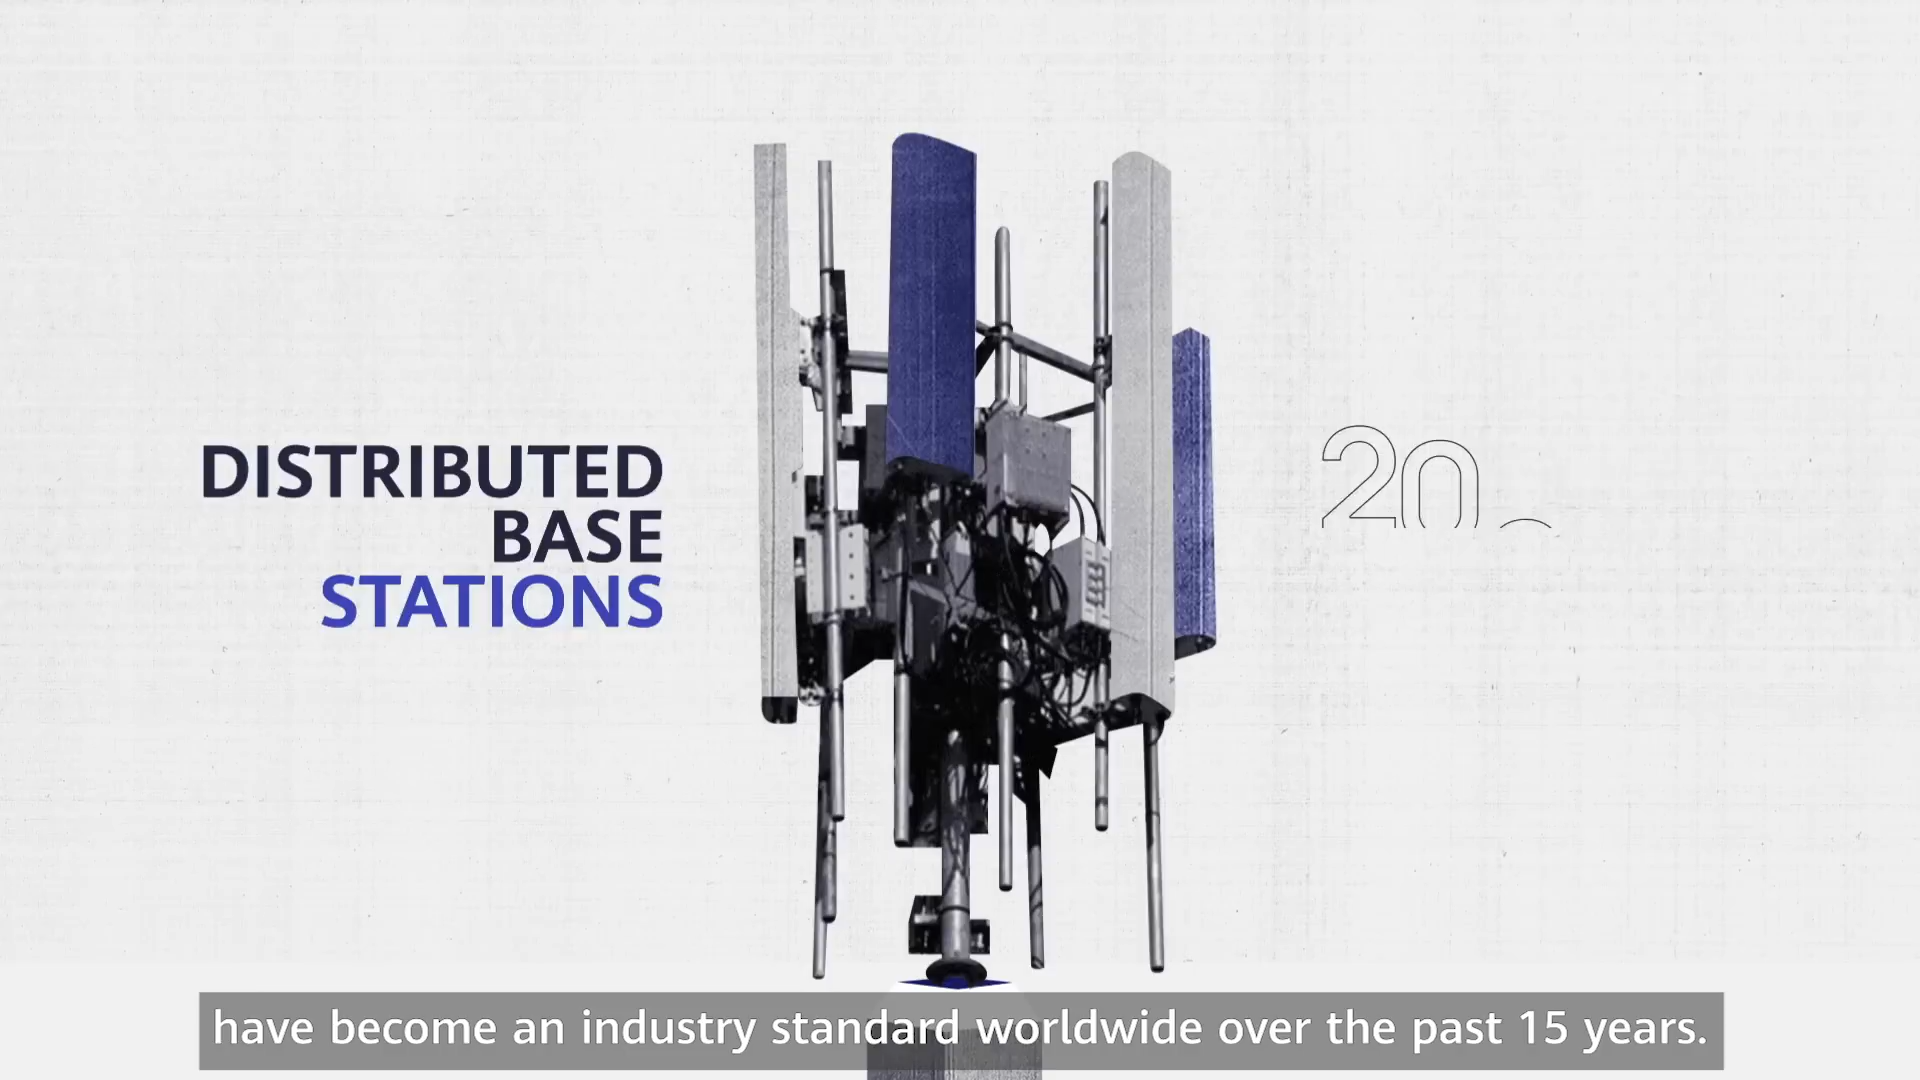 DISTRIBUTED
BASE
STATIONS
20
have become an industry standard worldwide over the past 15 years.